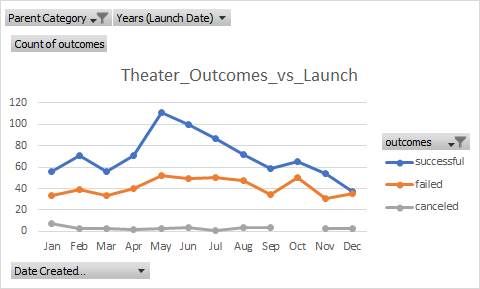 Parent Category Years (Launch Date)
Count of outcomes
Theater_Outcomes_vs_Launch
120
100
80
60
40
20
0
Jan Feb Mar Apr May Jun Jul Aug Sep Oct Nov Dec
outcomes
successful
failed
canceled
Date Created...